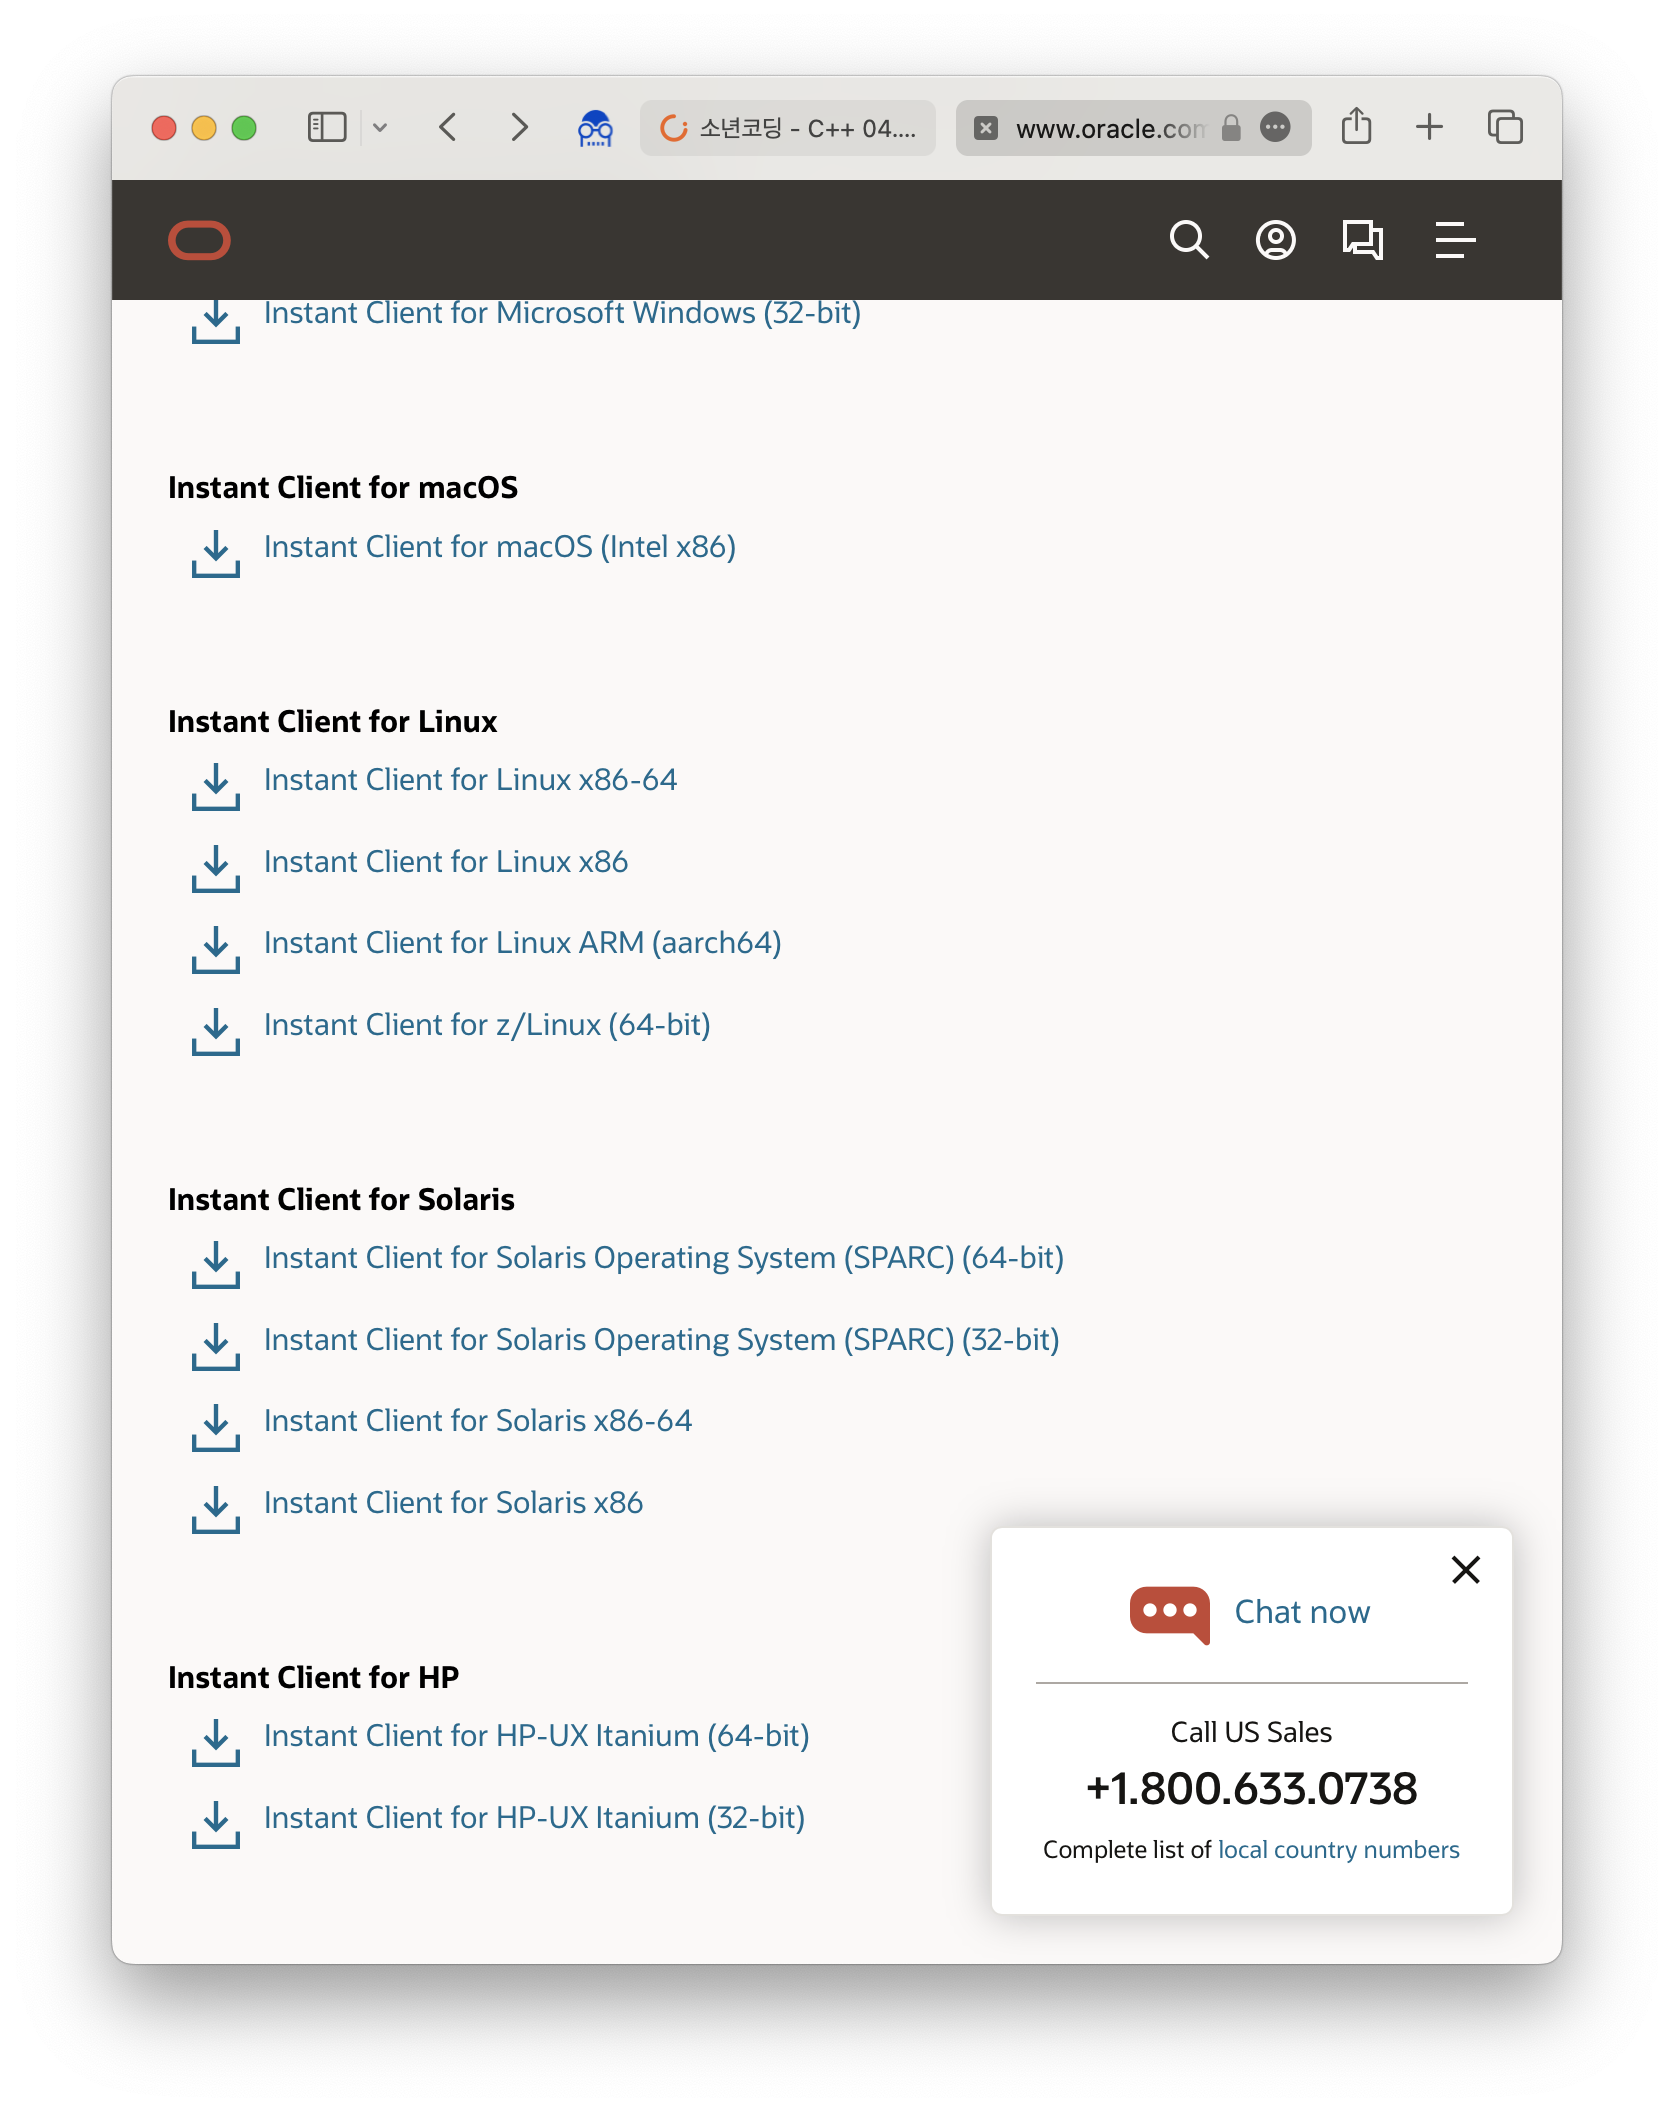 소년코딩 - C++ 04....
www.oracle.com
Instant Client for Microsoft Windows (32-bit)
Instant Client for macOS
Instant Client for macOS (Intel x86)
Instant Client for Linux
Instant Client for Linux x86-64
Instant Client for Linux x86
Instant Client for Linux ARM (aarch64)
Instant Client for z/Linux (64-bit)
Instant Client for Solaris
Instant Client for Solaris Operating System (SPARC) (64-bit)
Instant Client for Solaris Operating System (SPARC) (32-bit)
Instant Client for Solaris x86-64
Instant Client for Solaris x86
Instant Client for HP
Instant Client for HP-UX Itanium (64-bit)
Instant Client for HP-UX Itanium (32-bit)
Chat now
Call US Sales
+1.800.633.0738
Complete list of local country numbers